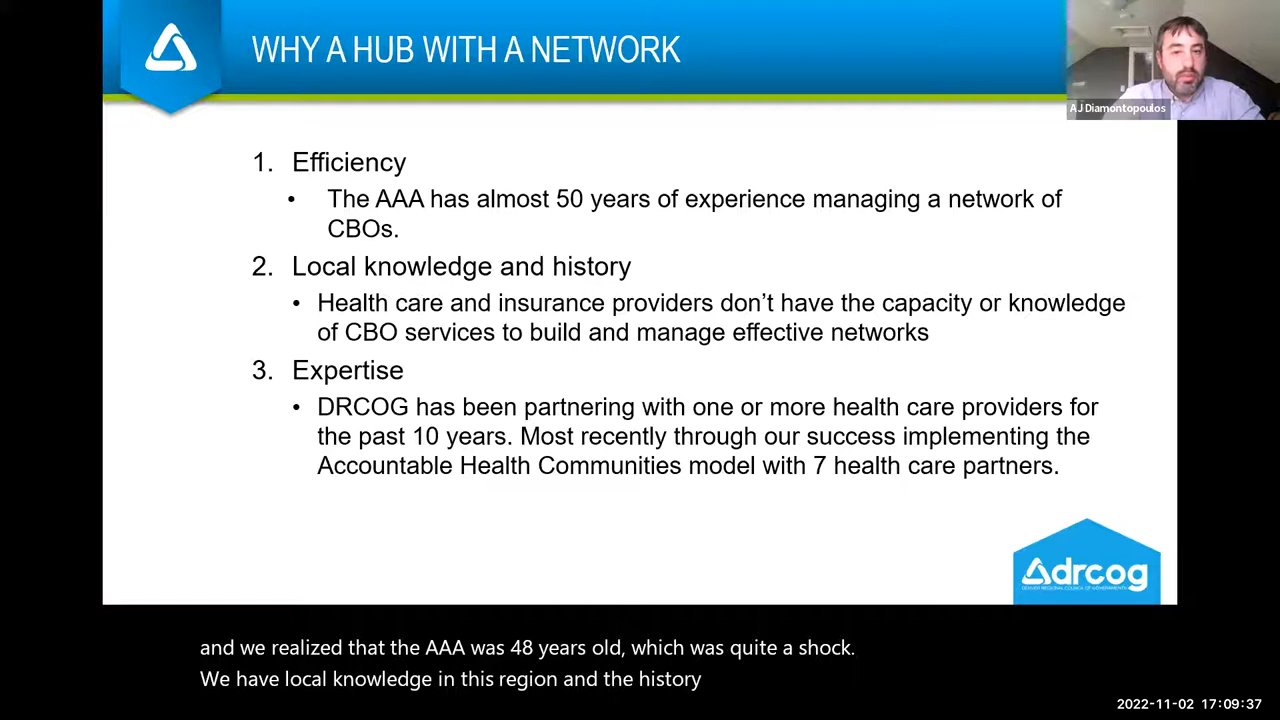 WHY A HUB WITH A NETWORK
AJ Diamontopoulos
1. Efficiency
• The AAA has almost 50 years of experience managing a network of
CBOs.
2. Local knowledge and history
• Health care and insurance providers don’t have the capacity or knowledge
of CBO services to build and manage effective networks
3. Expertise
• DRCOG has been partnering with one or more health care providers for
the past 10 years. Most recently through our success implementing the
Accountable Health Communities model with 7 health care partners.
drcog
DENVER REGIONAL COUNCIL OF GOVERNMENTS
and we realized that the AAA was 48 years old, which was quite a shock.
We have local knowledge in this region and the history
2022-11-02 17:09:37